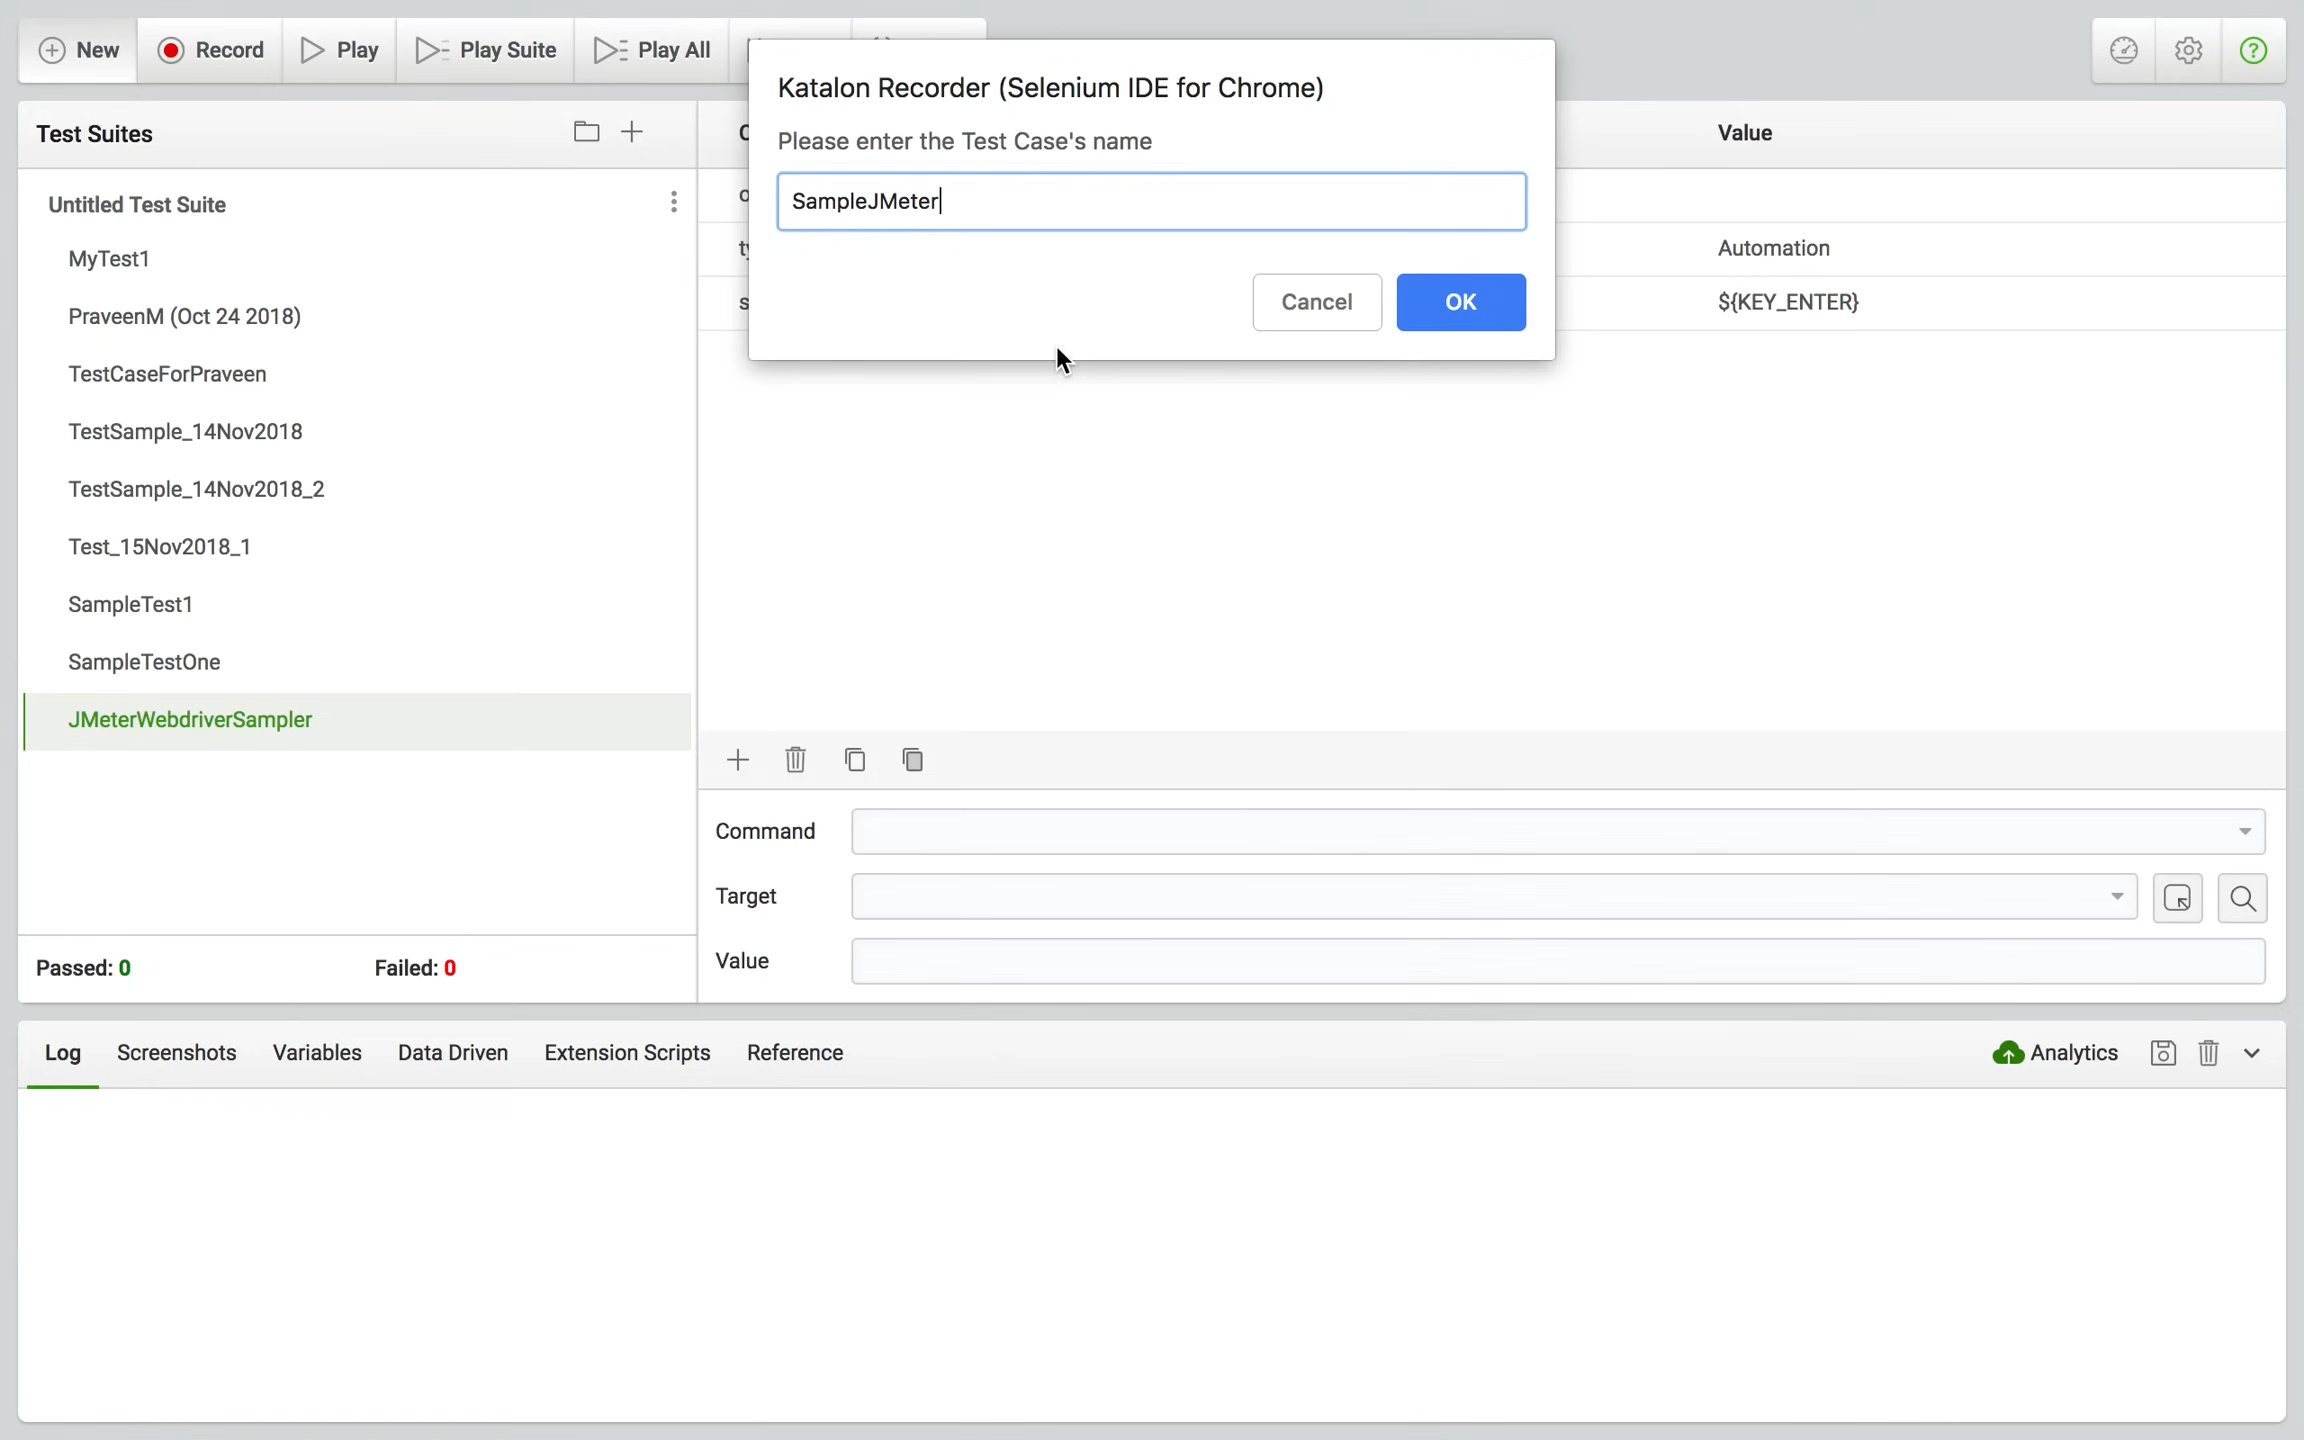 New
Record
Play
Play Suite
Play All
Katalon Recorder (Selenium IDE for Chrome)
Please enter the Test Case's name
SampleJMeter
Cancel
OK
Test Suites
Value
Untitled Test Suite
MyTest1
Automation
PraveenM (Oct 24 2018)
${KEY_ENTER}
TestCaseForPraveen
TestSample_14Nov2018
TestSample_14Nov2018_2
Test_15Nov2018_1
SampleTest1
SampleTestOne
JMeterWebdriverSampler
Command
Target
Value
Passed: 0
Failed: 0
Log
Screenshots
Variables
Data Driven
Extension Scripts
Reference
Analytics